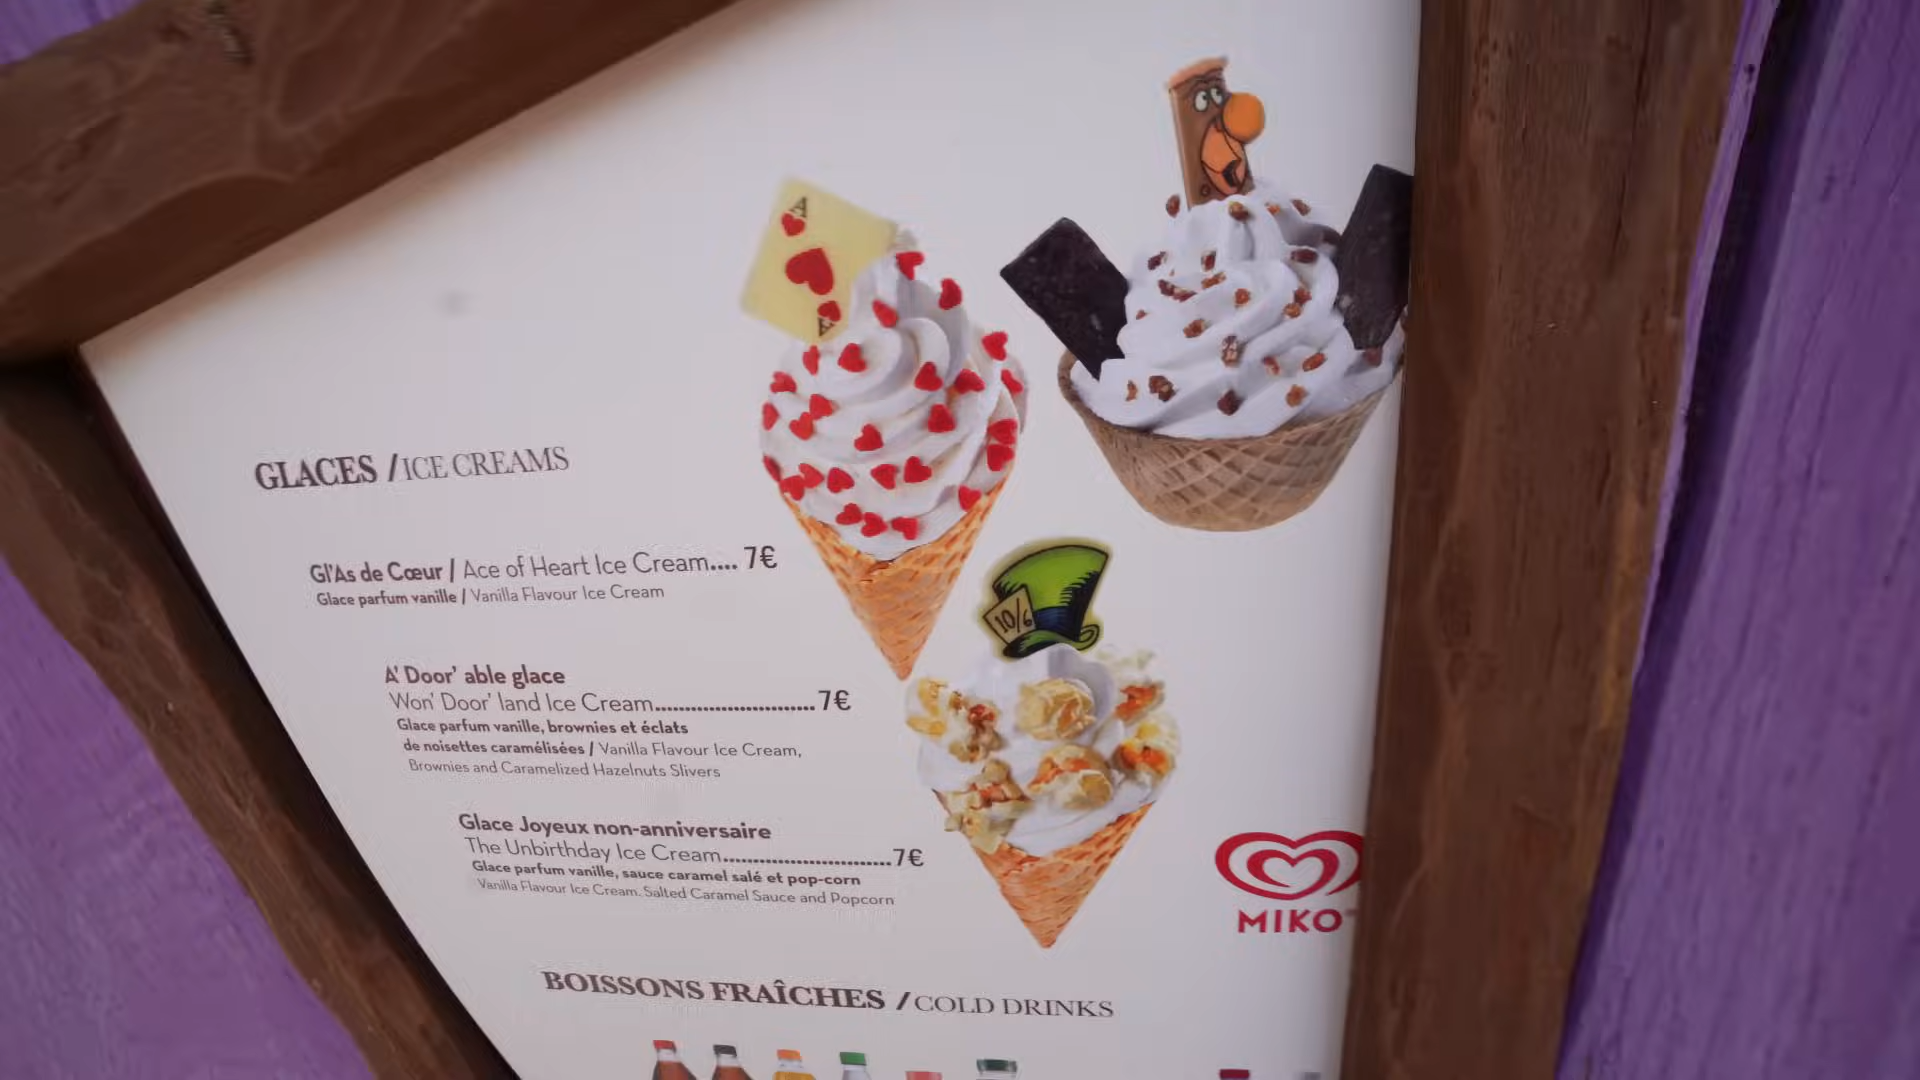 A
A
10/6
GLACES / ICE CREAMS
Gl'As de Cœur / Ace of Heart Ice Cream.... 7€
Glace parfum vanille / Vanilla Flavour Ice Cream
A' Door' able glace
Won' Door' land Ice Cream........................... 7€
Glace parfum vanille, brownies et éclats
de noisettes caramélisées / Vanilla Flavour Ice Cream,
Brownies and Caramelized Hazelnuts Slivers
Glace Joyeux non-anniversaire
The Unbirthday Ice Cream............................ 7€
Glace parfum vanille, sauce caramel salé et pop-corn
Vanilla Flavour Ice Cream, Salted Caramel Sauce and Popcorn
MIKO
BOISSONS FRAÎCHES / COLD DRINKS